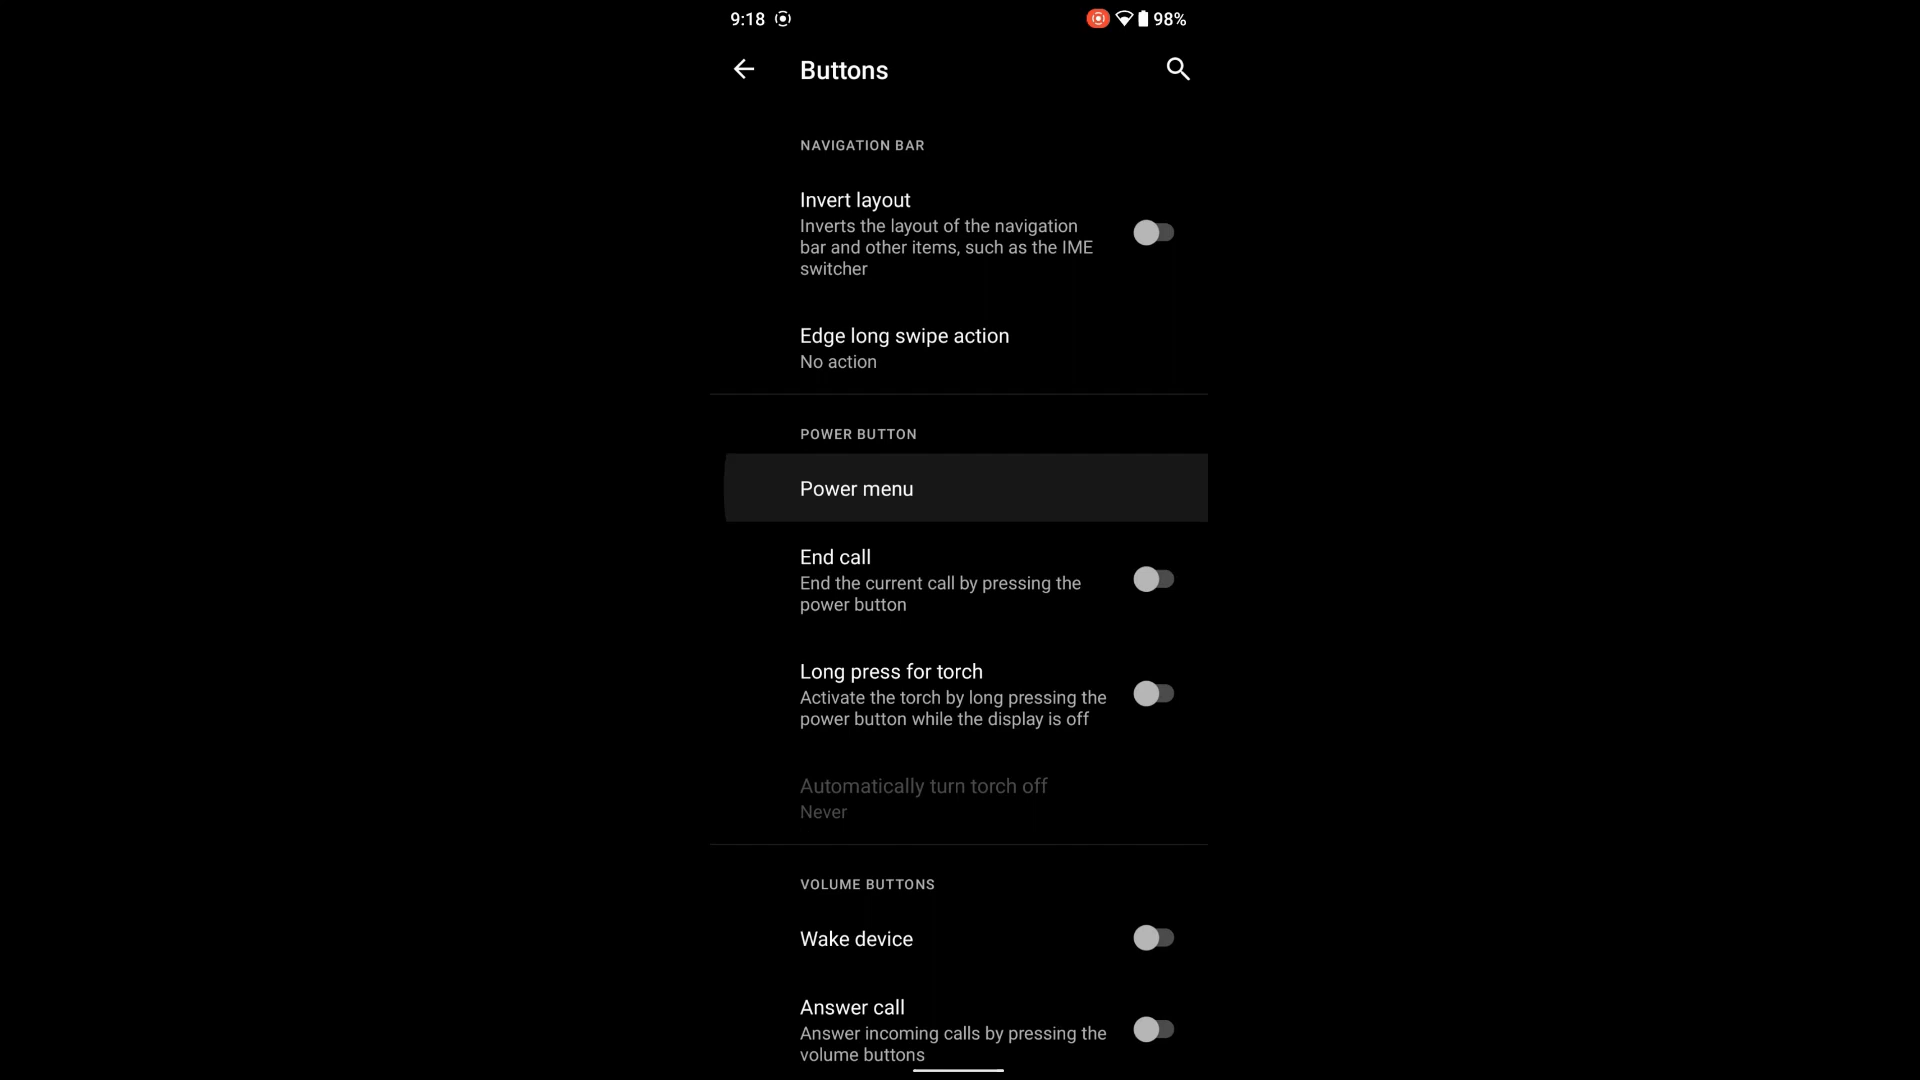 9:18
98%
Buttons
NAVIGATION BAR
Invert layout
Inverts the layout of the navigation
bar and other items, such as the IME
switcher
Edge long swipe action
No action
POWER BUTTON
Power menu
End call
End the current call by pressing the
power button
Long press for torch
Activate the torch by long pressing the
power button while the display is off
Automatically turn torch off
Never
VOLUME BUTTONS
Wake device
Answer call
Answer incoming calls by pressing the
volume buttons